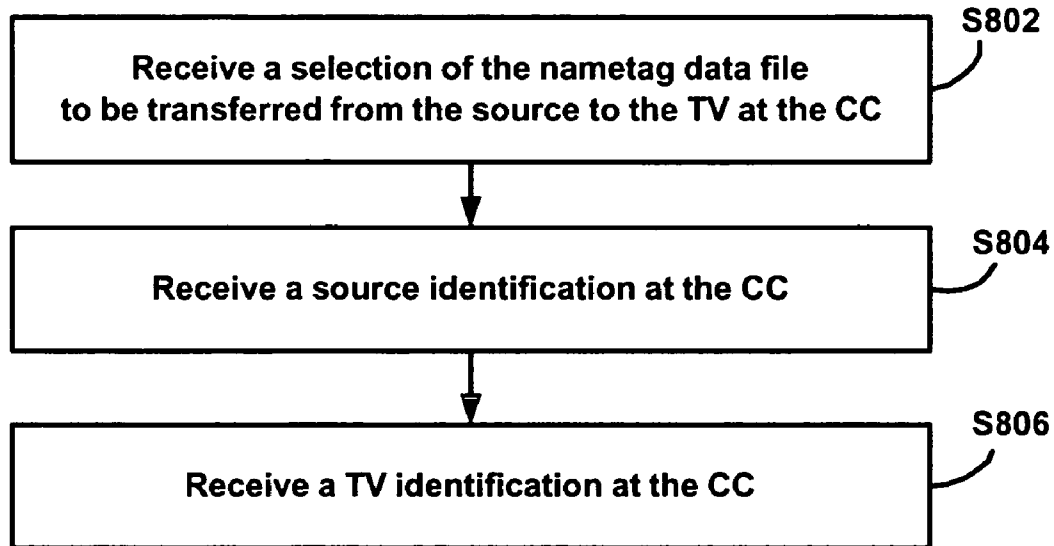 S802
Receive a selection of the nametag data file
to be transferred from the source to the TV at the CC
S804
Receive a source identification at the CC
S806
Receive a TV identification at the CC